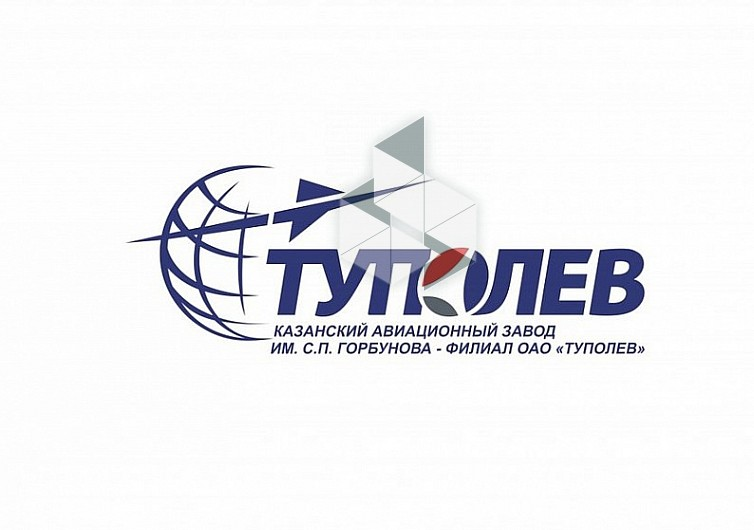 ТУПОЛЕВ
КАЗАНСКИЙ АВИАЦИОННЫЙ ЗАВОД
ИМ. С.П. ГОРБУНОВА - ФИЛИАЛ ОАО «ТУПОЛЕВ»